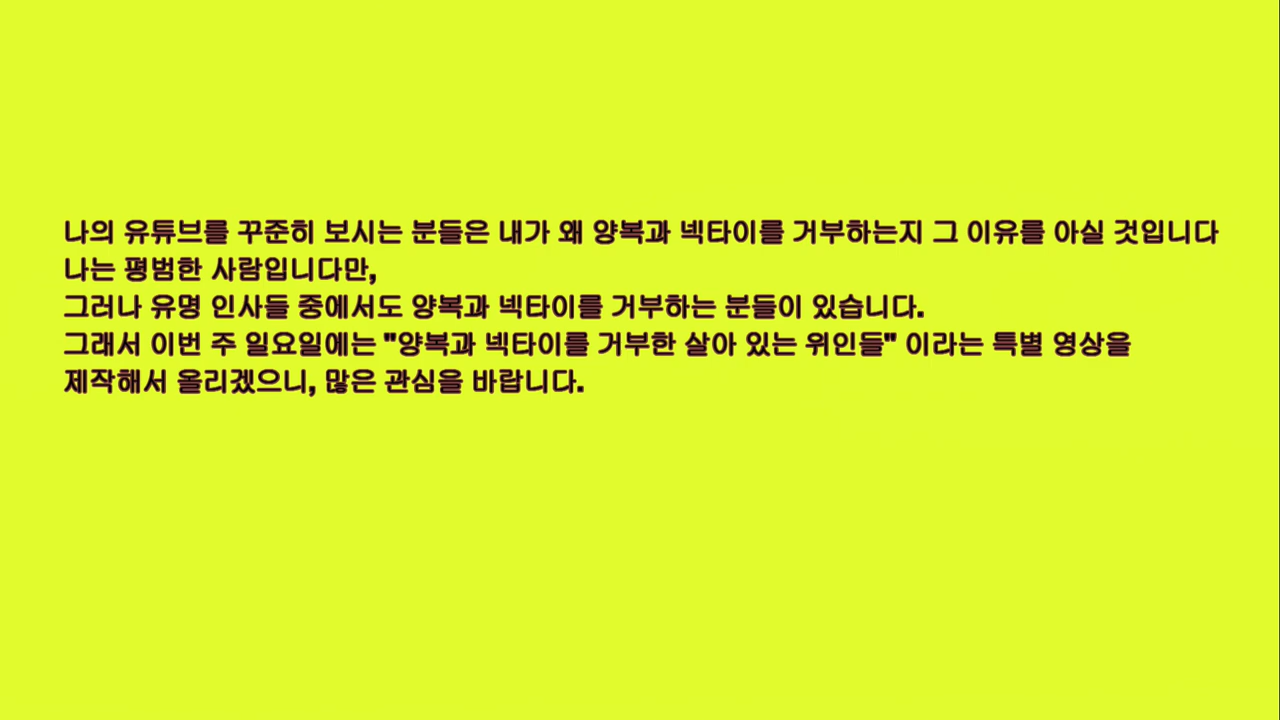 나의 유튜브를 꾸준히 보시는 분들은 내가 왜 양복과 넥타이를 거부하는지 그 이유를 아실 것입니다
나는 평범한 사람입니다만,
그러나 유명 인사들 중에서도 양복과 넥타이를 거부하는 분들이 있습니다.
그래서 이번 주 일요일에는 "양복과 넥타이를 거부한 살아 있는 위인들" 이라는 특별 영상을
제작해서 올리겠으니, 많은 관심을 바랍니다.